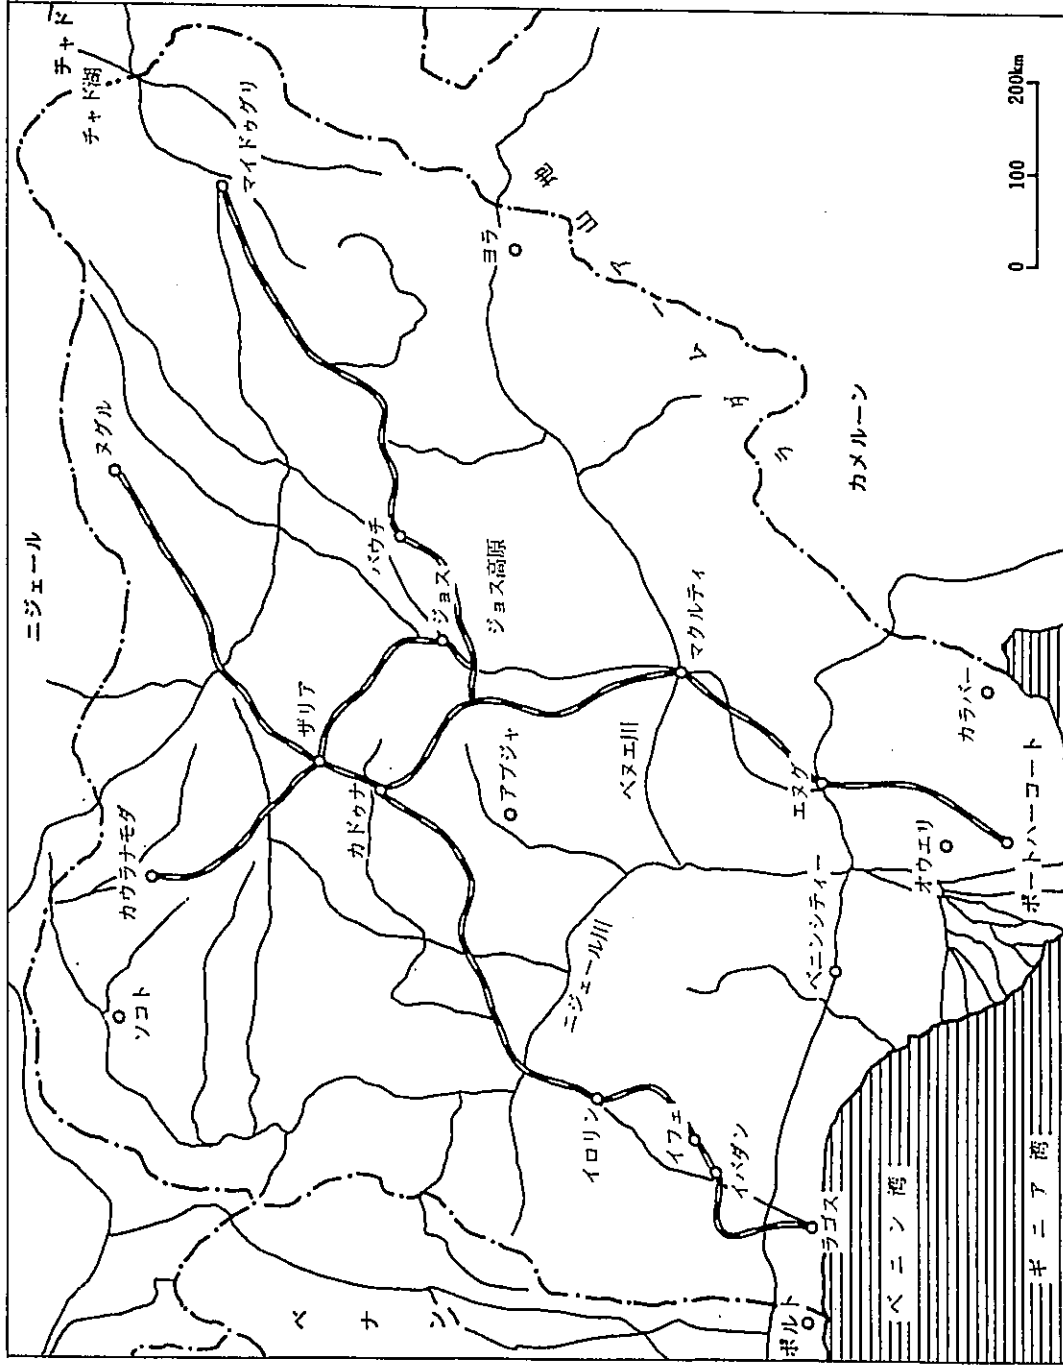 チャド
チャド湖
ニジェール
ヌグル
マイドゥグリ
カウラナモダ
ソコト
ザリア
カドゥナ
バウチ
ジョス
ジョス高原
ヨラ
アブジャ
ベヌエ川
マクルディ
ニジェール川
イロリン
イフェ
イバダン
ラゴス
ベニンシティー
エヌグ
オウエリ
ポートハーコート
カラバー
カメルーン
山地
ベナン
ポルト
ベニン湾
ギニア湾
0 100 200km